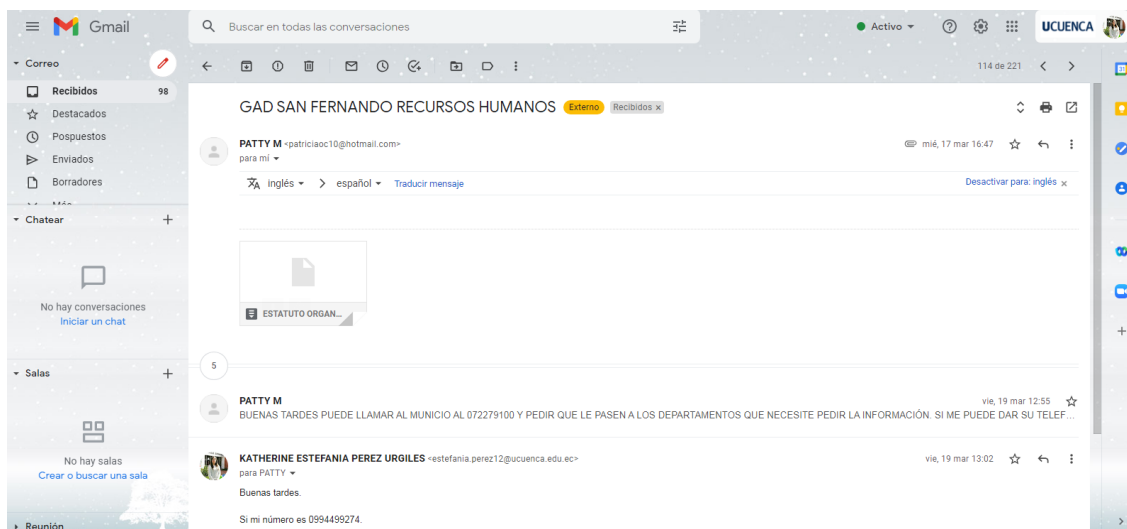 Gmail
Buscar en todas las conversaciones
Activo
UCUENCA
Correo
114 de 221
31
Recibidos 98
Destacados
Pospuestos
Enviados
Borradores
Más
Chatear
No hay conversaciones
Iniciar un chat
Salas
No hay salas
Crear o buscar una sala
Reunión
GAD SAN FERNANDO RECURSOS HUMANOS Externo Recibidos x
PATTY M <patriciaoc10@hotmail.com> mié, 17 mar 16:47
para mí
inglés > español Traducir mensaje Desactivar para: inglés x
ESTATUTO ORGAN...
5
PATTY M vie, 19 mar 12:55
BUENAS TARDES PUEDE LLAMAR AL MUNICIO AL 072279100 Y PEDIR QUE LE PASEN A LOS DEPARTAMENTOS QUE NECESITE PEDIR LA INFORMACIÓN. SI ME PUEDE DAR SU TELEF...
KATHERINE ESTEFANIA PEREZ URGILES <estefania.perez12@ucuenca.edu.ec> vie, 19 mar 13:02
para PATTY
Buenas tardes.
Si mi número es 0994499274.